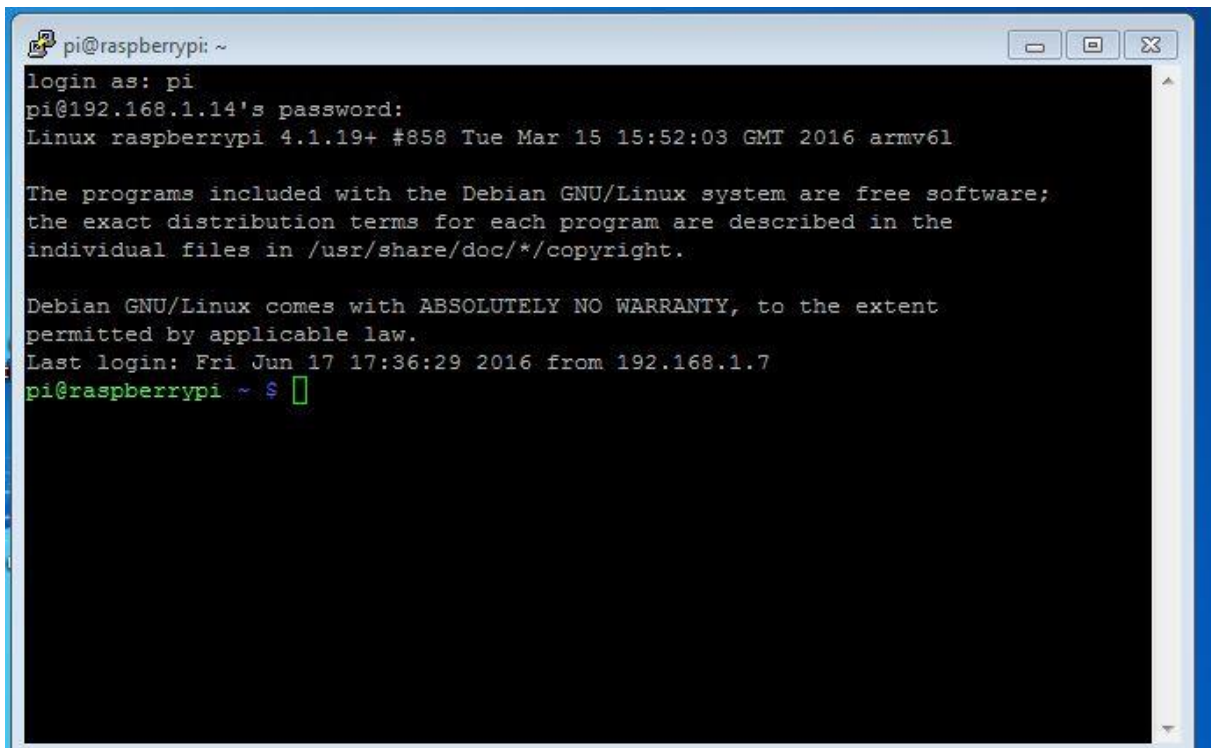 pi@raspberrypi: ~
login as: pi
pi@192.168.1.14's password:
Linux raspberrypi 4.1.19+ #858 Tue Mar 15 15:52:03 GMT 2016 armv6l
The programs included with the Debian GNU/Linux system are free software;
the exact distribution terms for each program are described in the
individual files in /usr/share/doc/*/copyright.
Debian GNU/Linux comes with ABSOLUTELY NO WARRANTY, to the extent
permitted by applicable law.
Last login: Fri Jun 17 17:36:29 2016 from 192.168.1.7
pi@raspberrypi ~ $